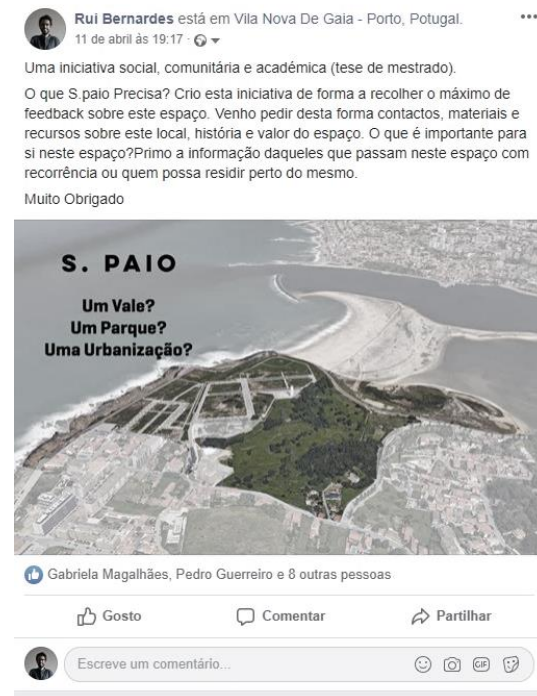 Rui Bernardes está em Vila Nova De Gaia - Porto, Potugal.
11 de abril às 19:17 ·
Uma iniciativa social, comunitária e académica (tese de mestrado).
O que S.paio Precisa? Crio esta iniciativa de forma a recolher o máximo de
feedback sobre este espaço. Venho pedir desta forma contactos, materiais e
recursos sobre este local, história e valor do espaço. O que é importante para
si neste espaço?Primo a informação daqueles que passam neste espaço com
recorrência ou quem possa residir perto do mesmo.
Muito Obrigado
S. PAIO
Um Vale?
Um Parque?
Uma Urbanização?
Gabriela Magalhães, Pedro Guerreiro e 8 outras pessoas
Gosto Comentar Partilhar
Escreve um comentário... GIF